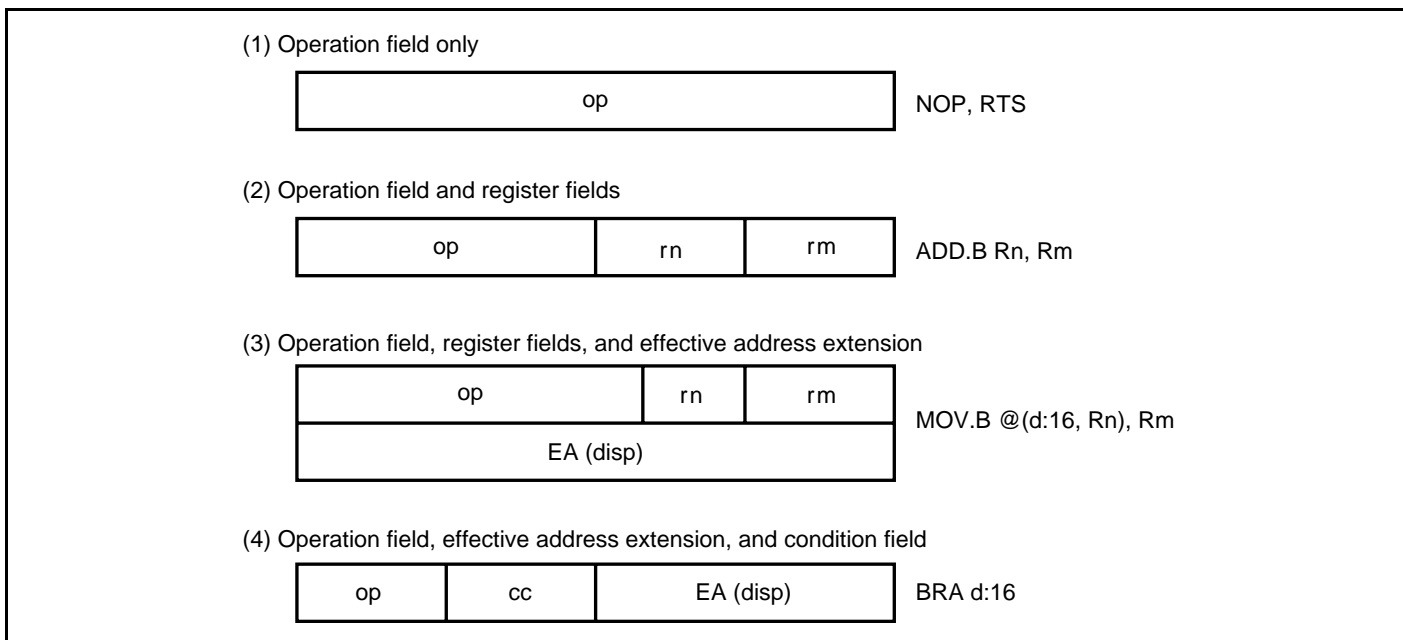 (1) Operation field only
op
NOP, RTS
(2) Operation field and register fields
op rn rm
ADD.B Rn, Rm
(3) Operation field, register fields, and effective address extension
op rn rm
MOV.B @(d:16, Rn), Rm
EA (disp)
(4) Operation field, effective address extension, and condition field
op cc EA (disp)
BRA d:16